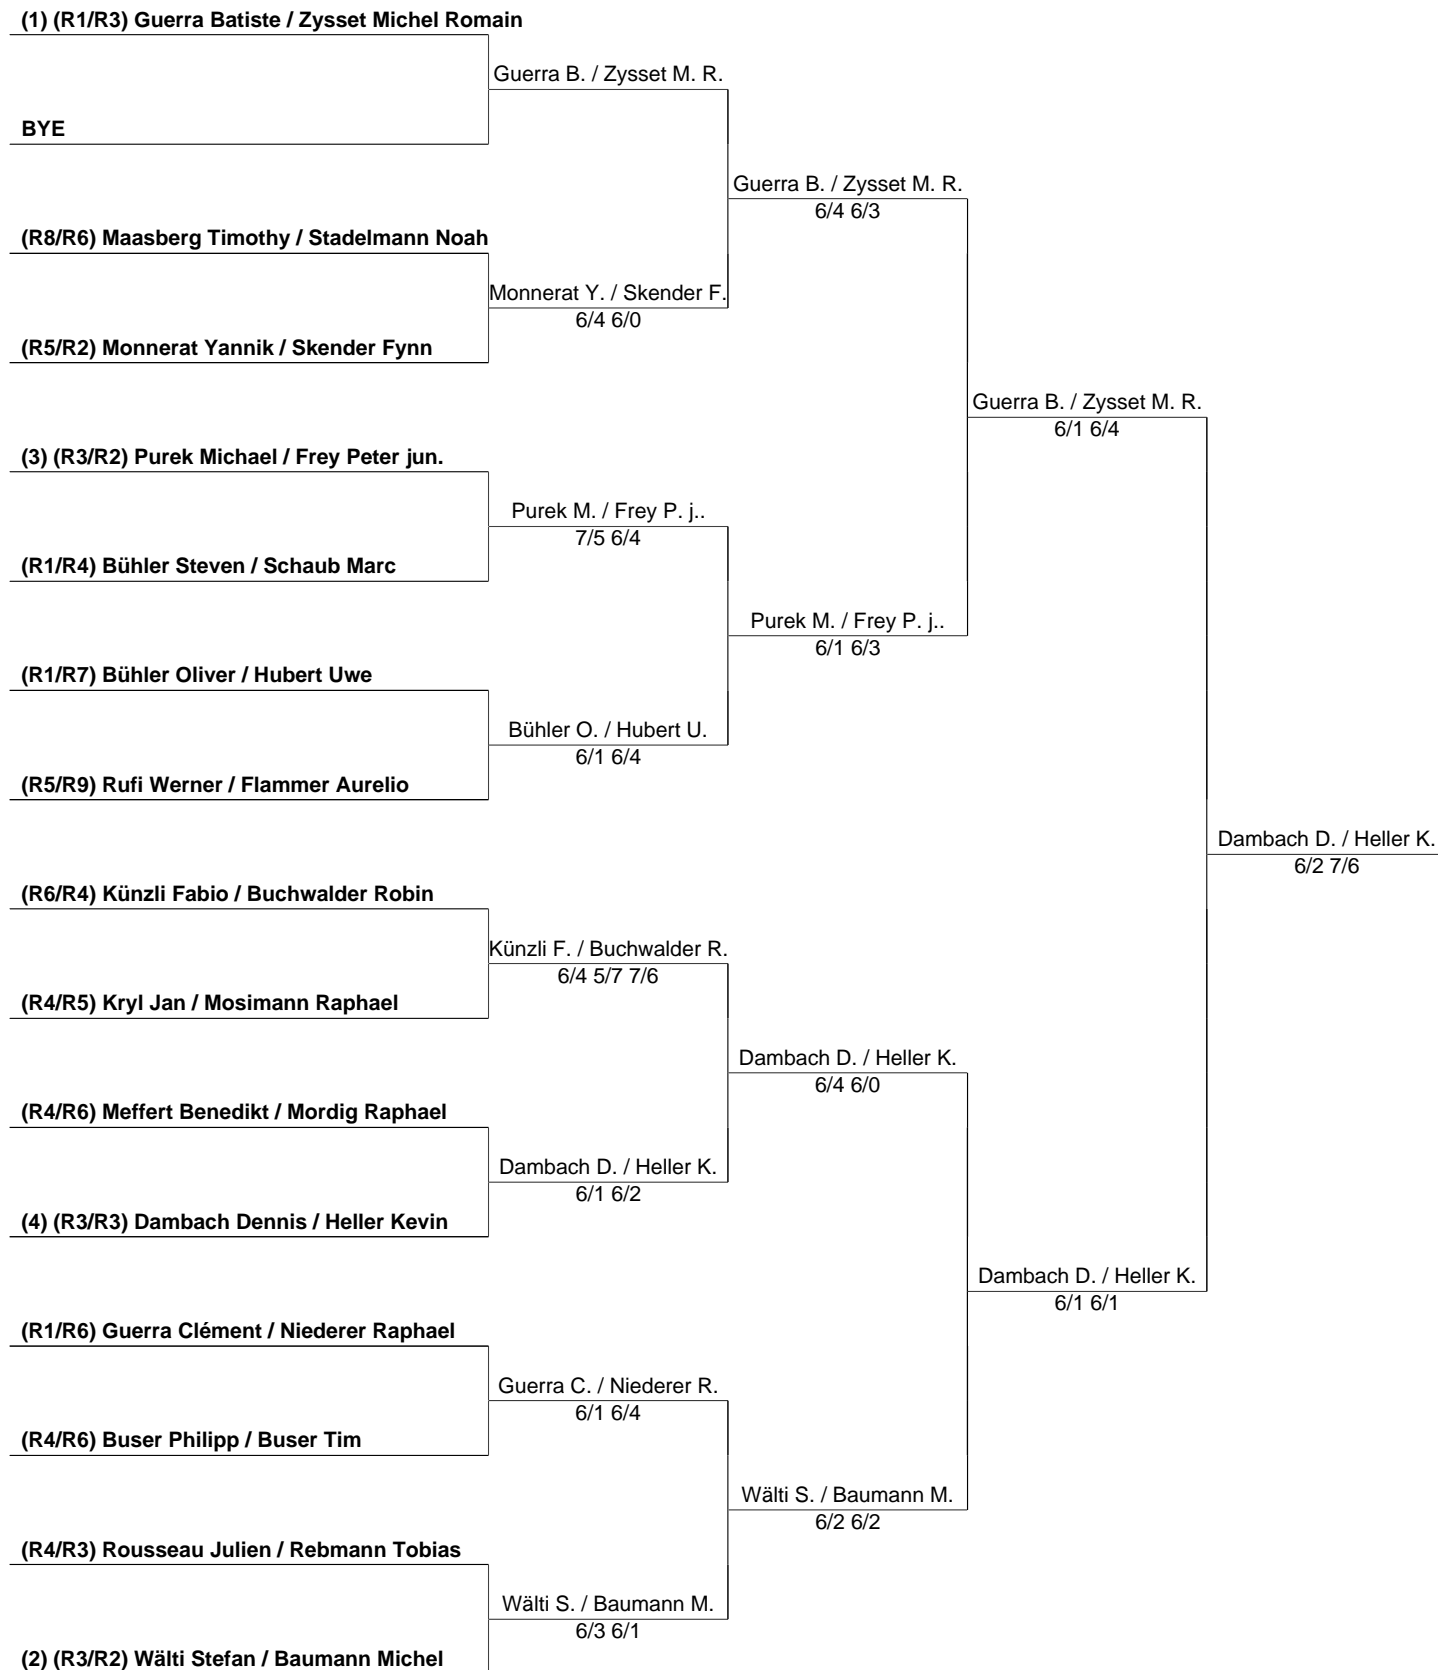 (1) (R1/R3) Guerra Batiste / Zysset Michel Romain
Guerra B. / Zysset M. R.
BYE
Guerra B. / Zysset M. R.
6/4 6/3
(R8/R6) Maasberg Timothy / Stadelmann Noah
Monnerat Y. / Skender F.
6/4 6/0
(R5/R2) Monnerat Yannik / Skender Fynn
Guerra B. / Zysset M. R.
6/1 6/4
(3) (R3/R2) Purek Michael / Frey Peter jun.
Purek M. / Frey P. j..
7/5 6/4
(R1/R4) Bühler Steven / Schaub Marc
Purek M. / Frey P. j..
6/1 6/3
(R1/R7) Bühler Oliver / Hubert Uwe
Bühler O. / Hubert U.
6/1 6/4
(R5/R9) Rufi Werner / Flammer Aurelio
Dambach D. / Heller K.
6/2 7/6
(R6/R4) Künzli Fabio / Buchwalder Robin
Künzli F. / Buchwalder R.
6/4 5/7 7/6
(R4/R5) Kryl Jan / Mosimann Raphael
Dambach D. / Heller K.
6/4 6/0
(R4/R6) Meffert Benedikt / Mordig Raphael
Dambach D. / Heller K.
6/1 6/2
(4) (R3/R3) Dambach Dennis / Heller Kevin
Dambach D. / Heller K.
6/1 6/1
(R1/R6) Guerra Clément / Niederer Raphael
Guerra C. / Niederer R.
6/1 6/4
(R4/R6) Buser Philipp / Buser Tim
Wälti S. / Baumann M.
6/2 6/2
(R4/R3) Rousseau Julien / Rebmann Tobias
Wälti S. / Baumann M.
6/3 6/1
(2) (R3/R2) Wälti Stefan / Baumann Michel